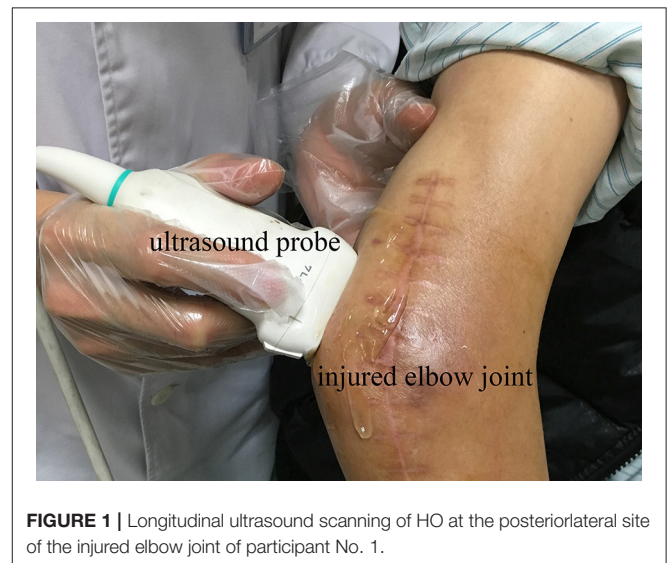 ultrasound probe
7L
injured elbow joint
FIGURE 1 | Longitudinal ultrasound scanning of HO at the posteriorlateral site
of the injured elbow joint of participant No. 1.